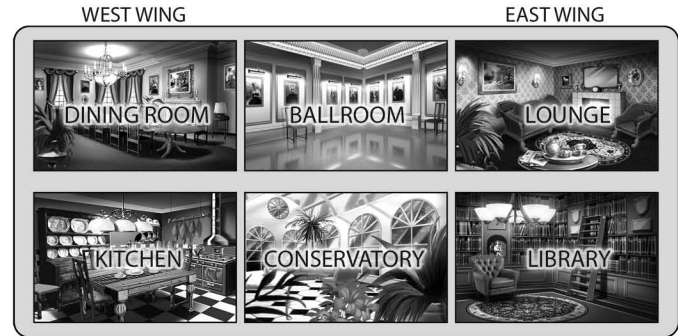 WEST WING
EAST WING
DINING ROOM
BALLROOM
LOUNGE
KITCHEN
CONSERVATORY
LIBRARY